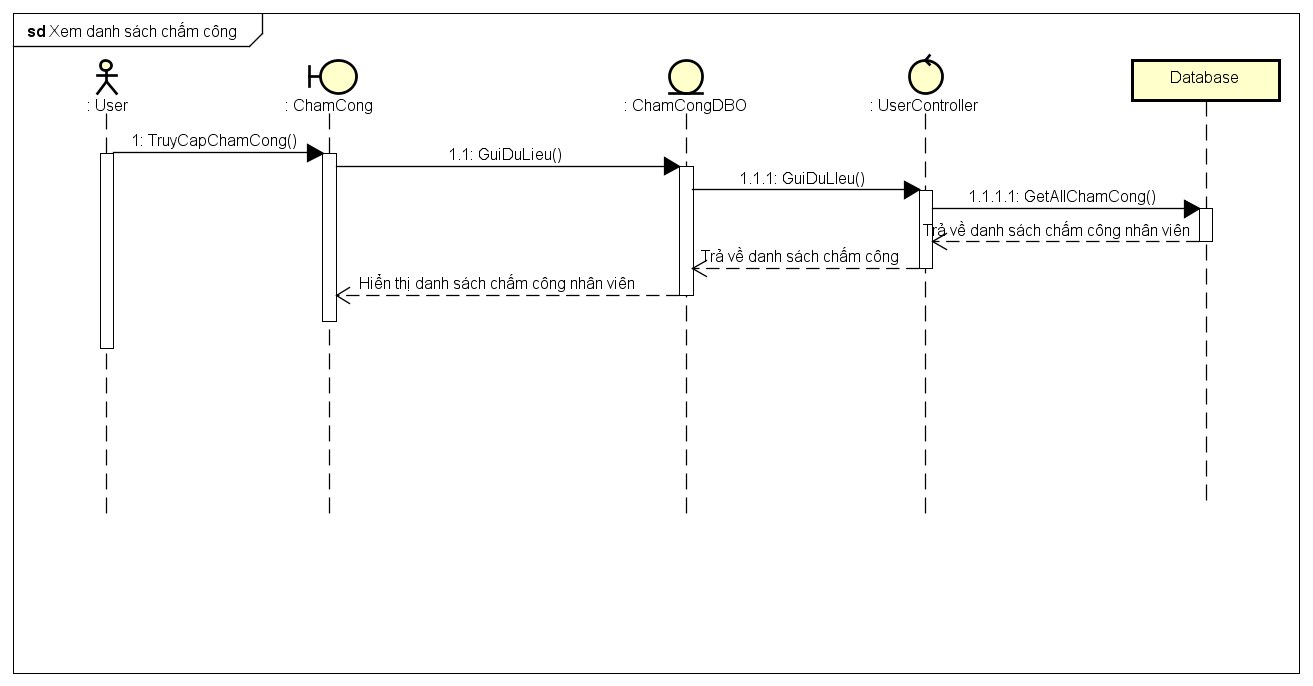 sd Xem danh sách chấm công
: User
: ChamCong
: ChamCongDBO
: UserController
Database
1: TruyCapChamCong()
1.1: GuiDuLieu()
1.1.1: GuiDuLIeu()
1.1.1.1: GetAllChamCong()
Trả về danh sách chấm công nhân viên
Trả về danh sách chấm công
Hiển thị danh sách chấm công nhân viên